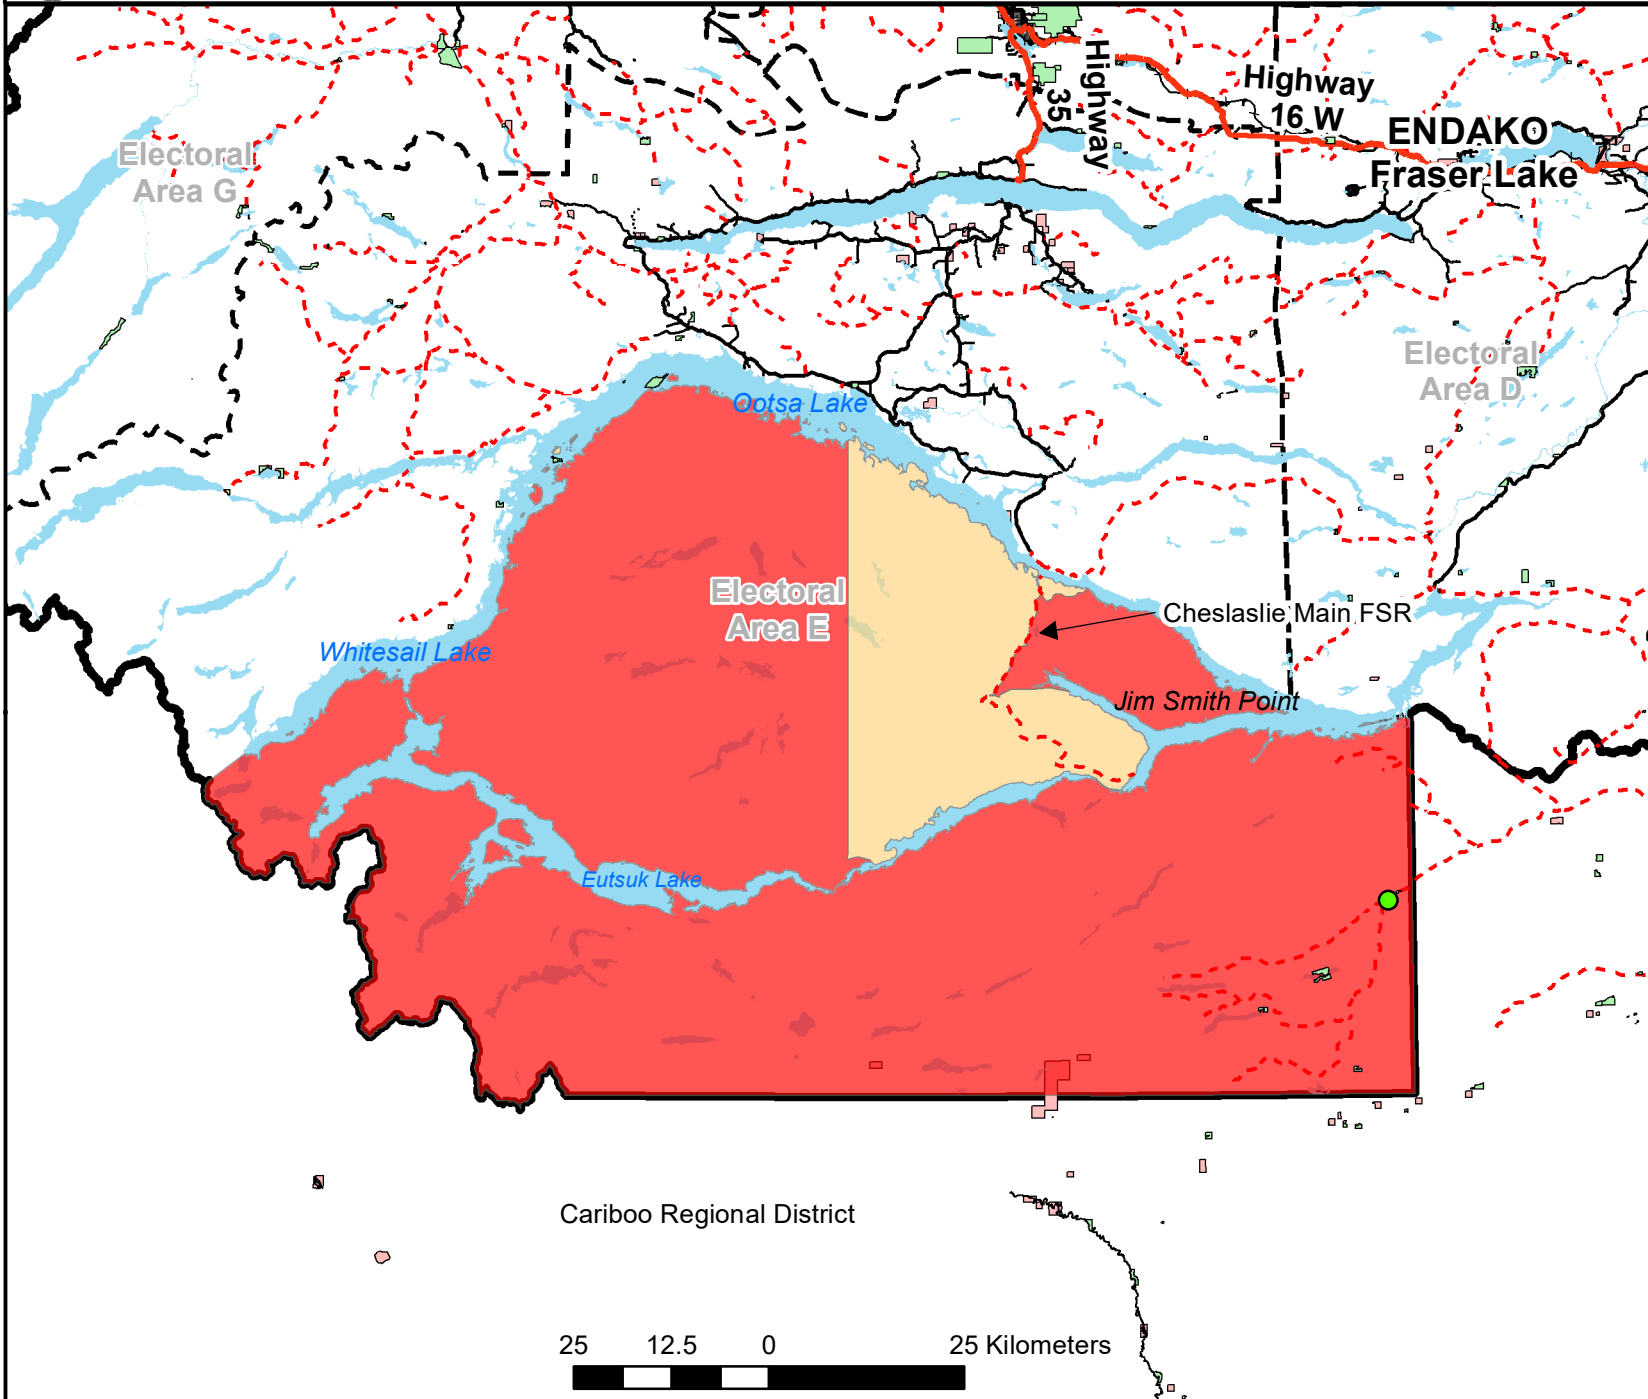 Highway
35
Highway
16 W
ENDAKO
Fraser Lake
Electoral
Area G
Electoral
Area D
Ootsa Lake
Electoral
Area E
Cheslaslie Main FSR
Whitesail Lake
Jim Smith Point
Eutsuk Lake
Cariboo Regional District
25 12.5 0 25 Kilometers